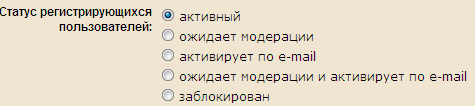 Статус регистрирующихся
пользователей:
активный
ожидает модерации
активирует по e-mail
ожидает модерации и активирует по e-mail
заблокирован